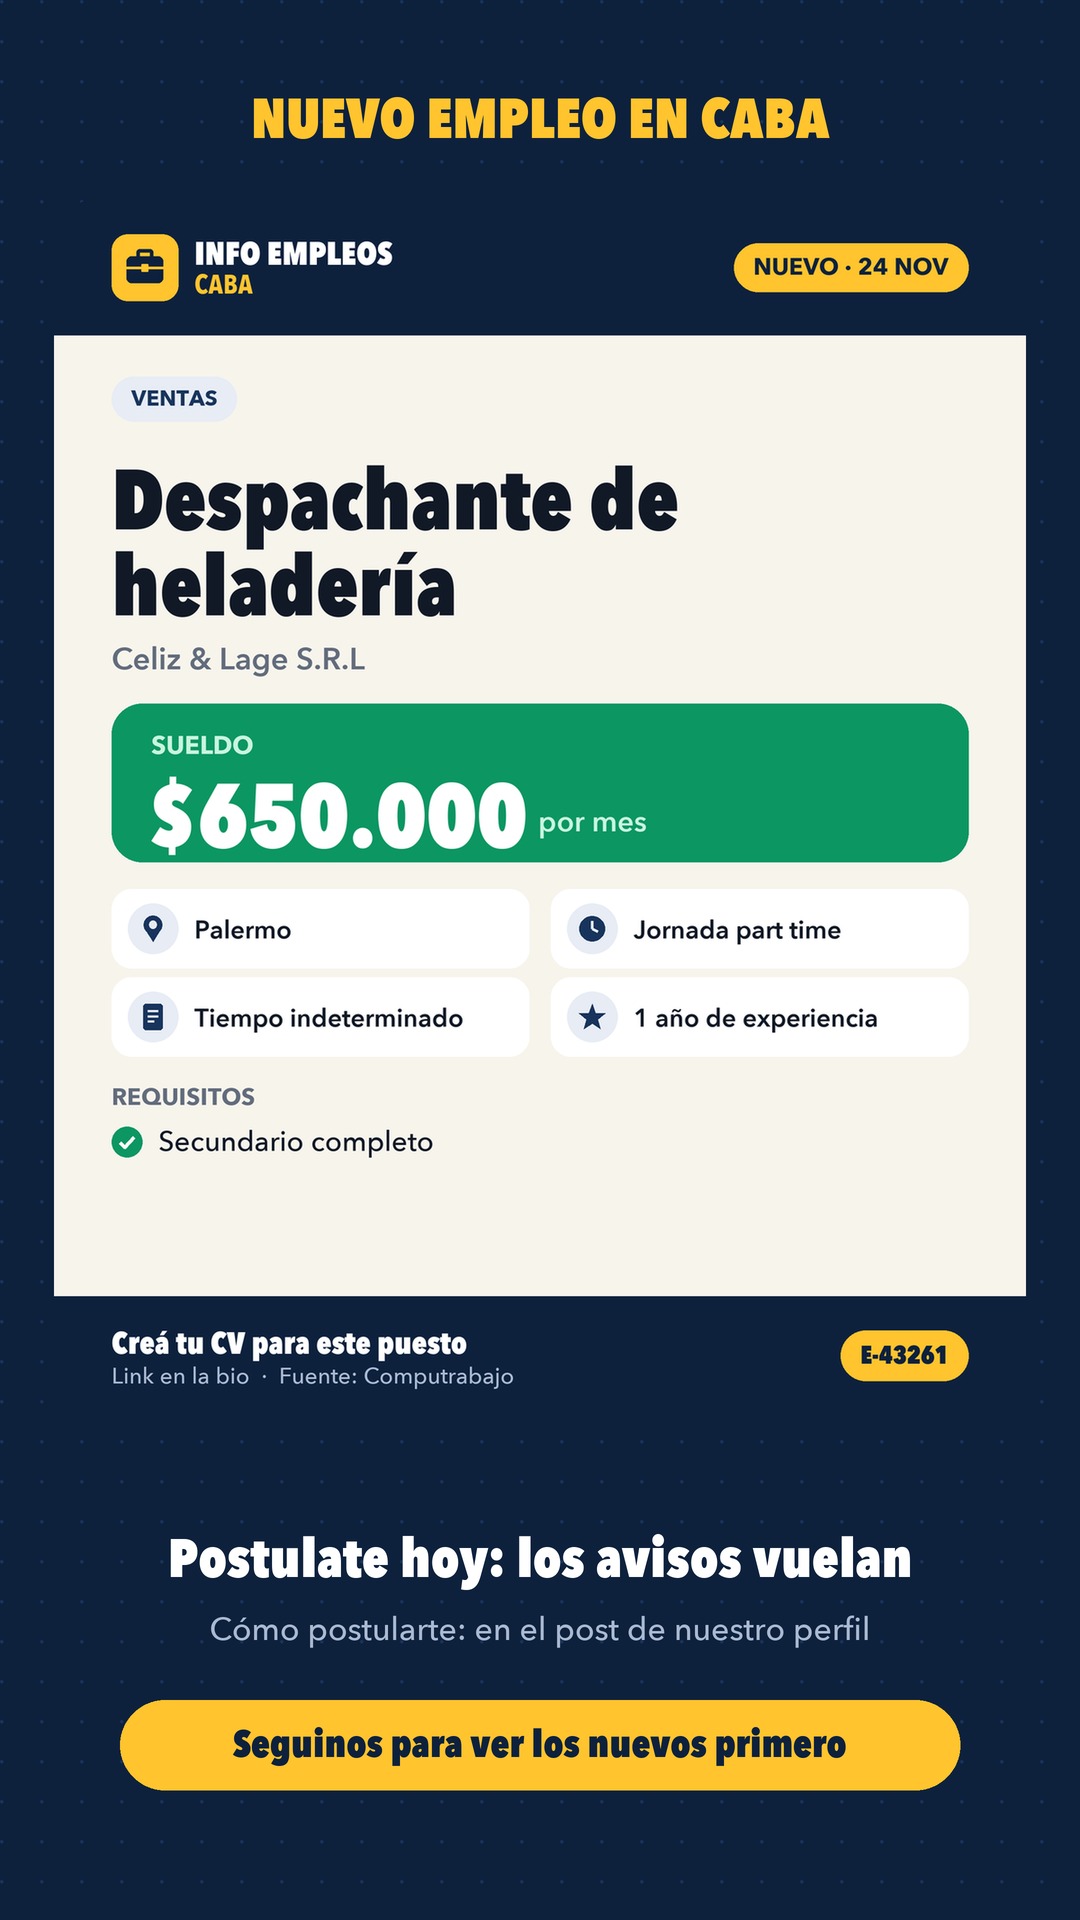 NUEVO EMPLEO EN CABA
INFO EMPLEOS
CABA
NUEVO · 24 NOV
VENTAS
Despachante de
heladería
Celiz & Lage S.R.L
SUELDO
$650.000 por mes
Palermo
Jornada part time
Tiempo indeterminado
1 año de experiencia
REQUISITOS
Secundario completo
Creá tu CV para este puesto
Link en la bio · Fuente: Computrabajo
E-43261
Postulate hoy: los avisos vuelan
Cómo postularte: en el post de nuestro perfil
Seguinos para ver los nuevos primero